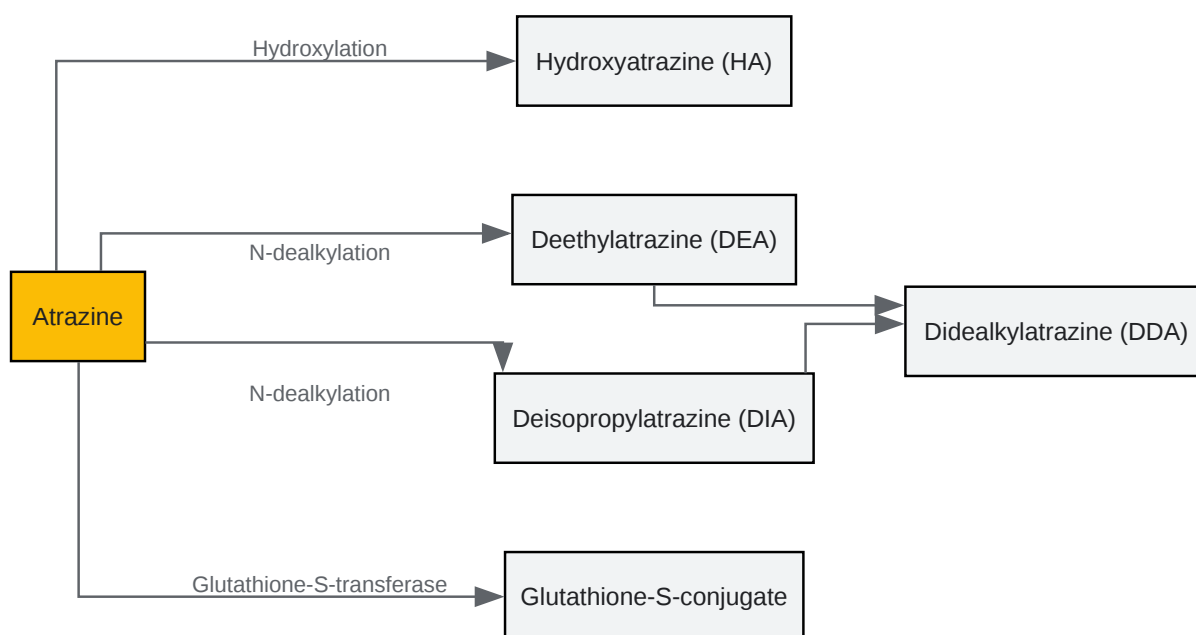 Hydroxylation
Hydroxyatrazine (HA)
Deethylatrazine (DEA)
N-dealkylation
Atrazine
Didealkylatrazine (DDA)
N-dealkylation
Deisopropylatrazine (DIA)
Glutathione-S-transferase
Glutathione-S-conjugate